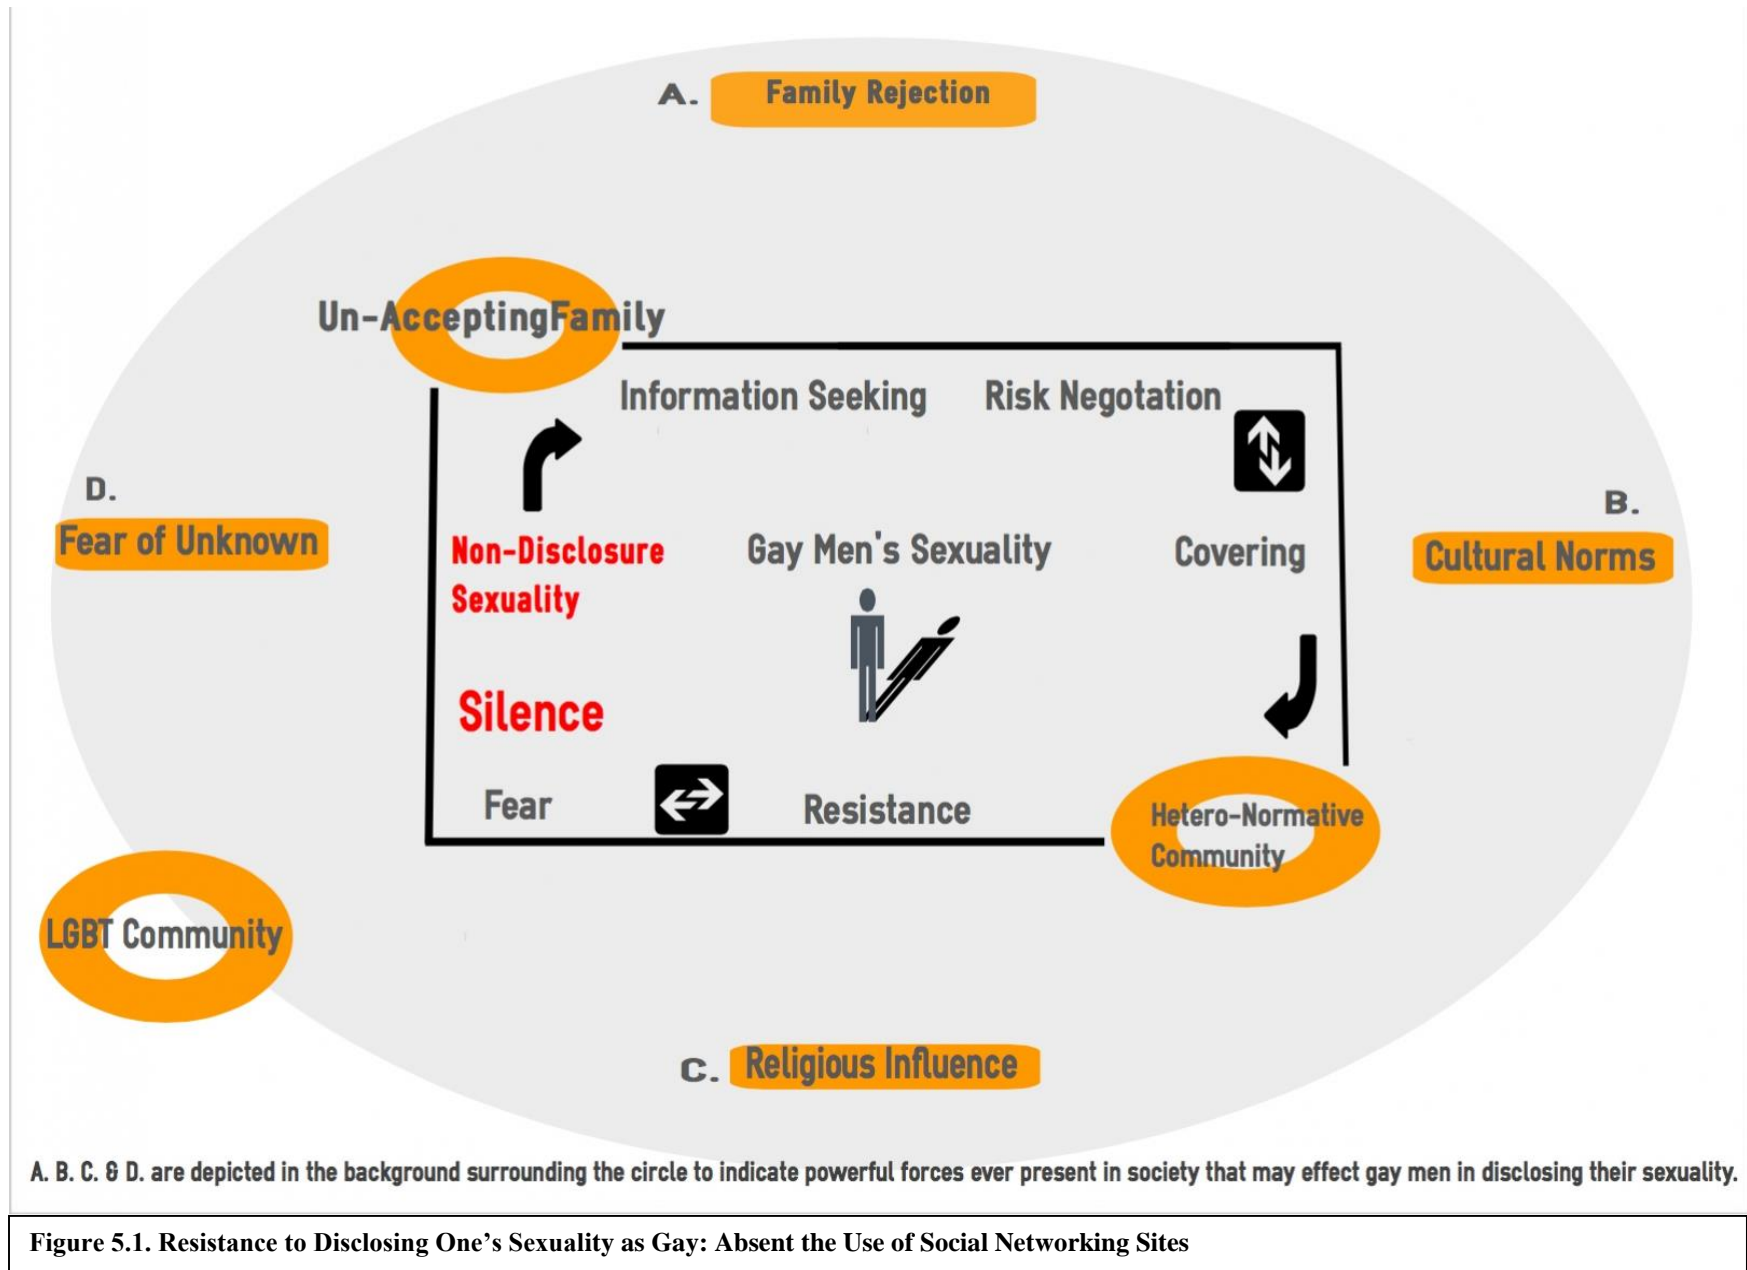 A. Family Rejection
Un-AcceptingFamily
Information Seeking Risk Negotation
D.
Fear of Unknown
B.
Cultural Norms
Non-Disclosure
Sexuality
Gay Men's Sexuality
Covering
Silence
Fear
Resistance
Hetero-Normative
Community
LGBT Community
C. Religious Influence
A. B. C. & D. are depicted in the background surrounding the circle to indicate powerful forces ever present in society that may effect gay men in disclosing their sexuality.
Figure 5.1. Resistance to Disclosing One’s Sexuality as Gay: Absent the Use of Social Networking Sites